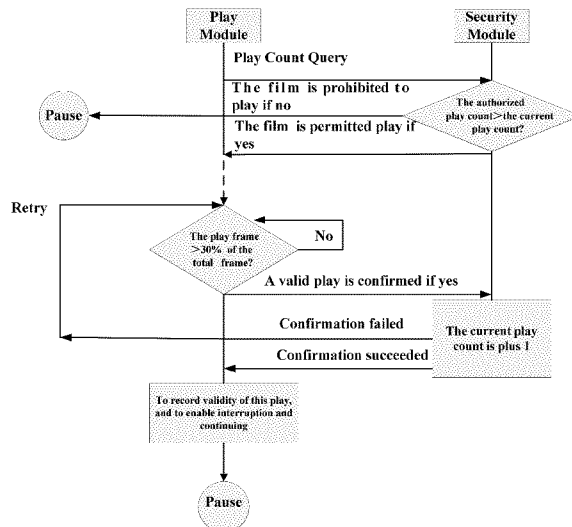 Play
Module
Security
Module
Play Count Query
The film is prohibited to
play if no
Pause
The authorized
play count>the current
play count?
The film is permitted play if
yes
Retry
The play frame
>30% of the
total frame?
No
A valid play is confirmed if yes
Confirmation failed
The current play
count is plus 1
Confirmation succeeded
To record validity of this play,
and to enable interruption and
continuing
Pause